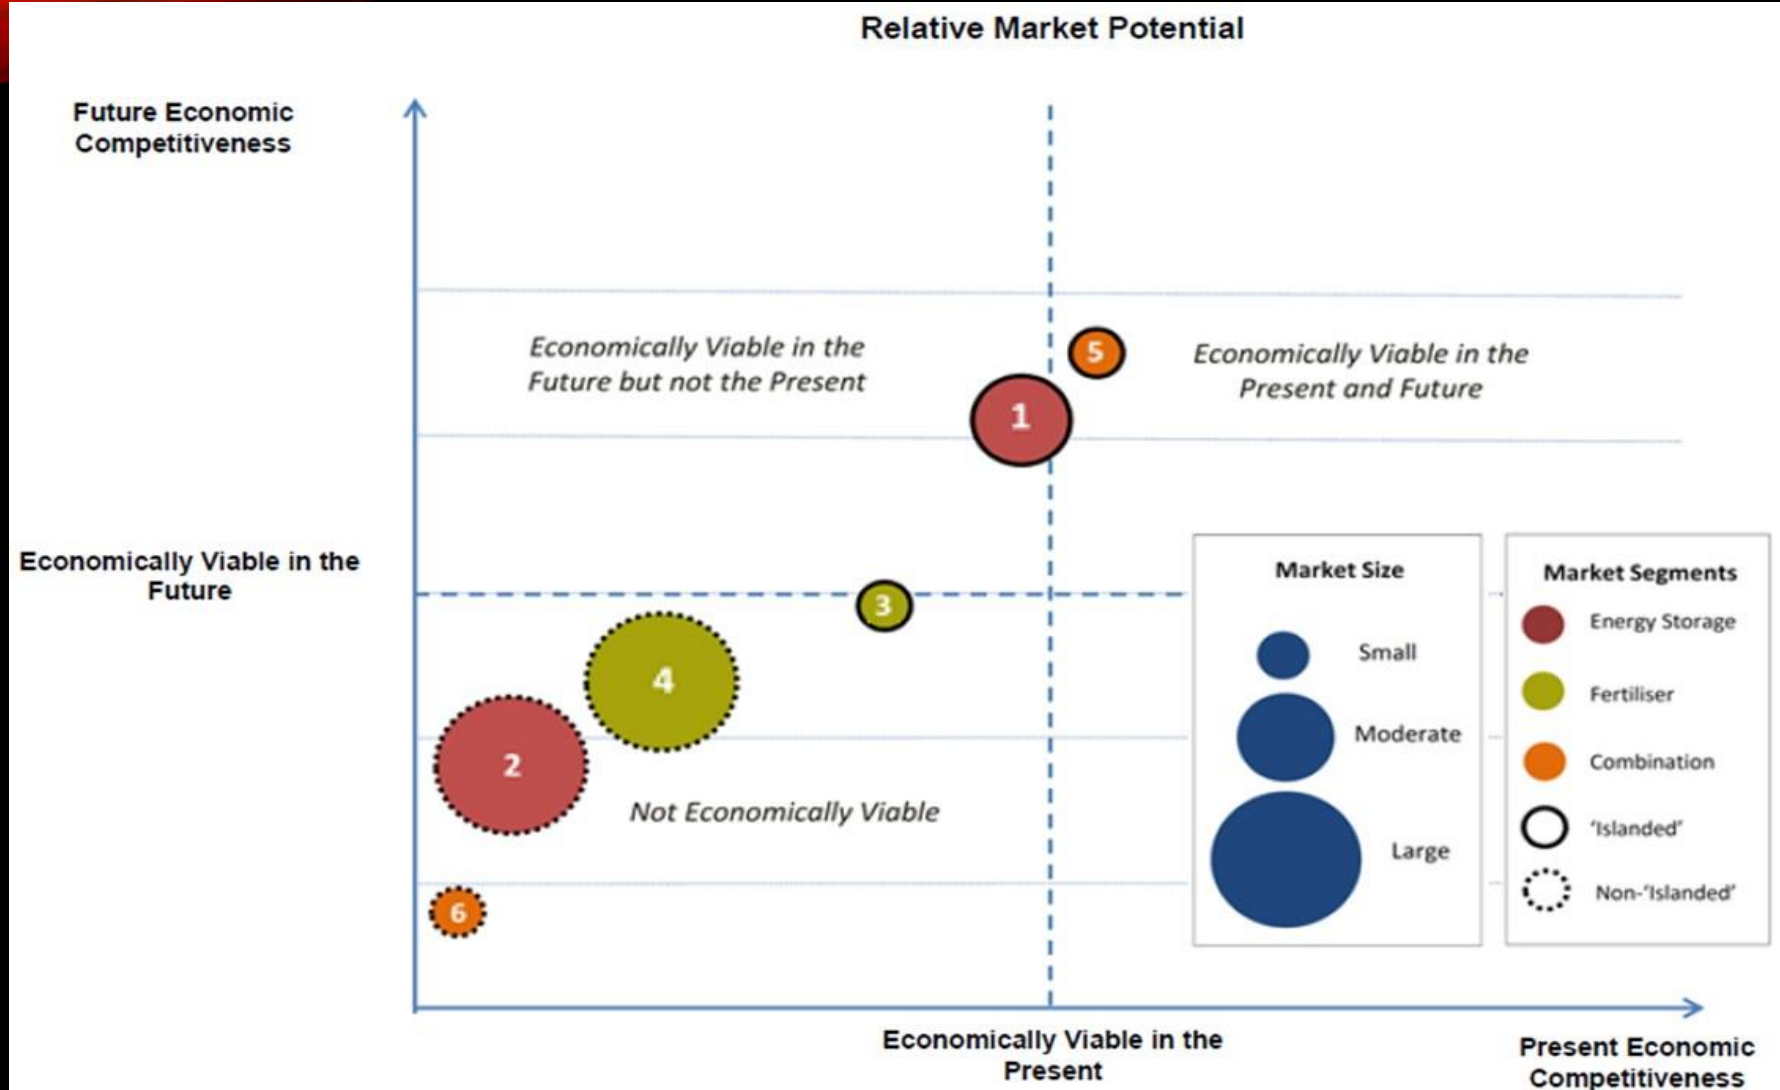 Relative Market Potential
Future Economic
Competitiveness
Economically Viable in the
Future but not the Present
5
Economically Viable in the
Present and Future
1
Economically Viable in the
Future
3
4
2
Not Economically Viable
6
Market Size
Small
Moderate
Large
Market Segments
Energy Storage
Fertiliser
Combination
‘Islanded’
Non-‘Islanded’
Economically Viable in the
Present
Present Economic
Competitiveness